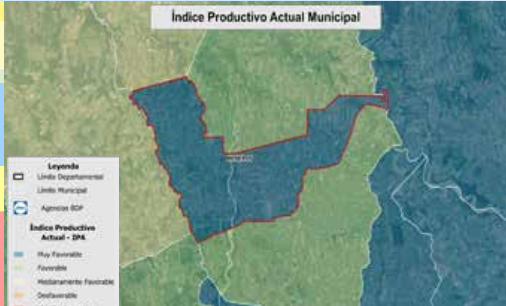 Índice Productivo Actual Municipal
Leyenda
Límite Departamental
Límite Municipal
Agencias BDP
Índice Productivo
Actual - IPA
Muy Favorable
Favorable
Medianamente Favorable
Desfavorable